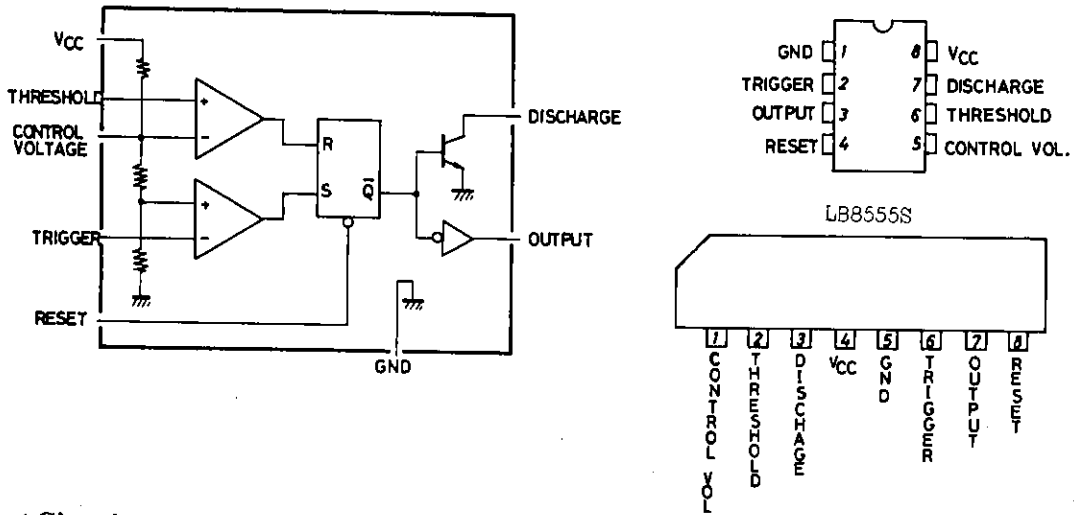 VCC
THRESHOLD
CONTROL
VOLTAGE
TRIGGER
RESET
+
−
+
−
R
S
Q̅
DISCHARGE
OUTPUT
GND
GND 1 8 VCC
TRIGGER 2 7 DISCHARGE
OUTPUT 3 6 THRESHOLD
RESET 4 5 CONTROL VOL.
LB8555S
1 2 3 4 5 6 7 8
CONTROL VOL
THRESHOLD
DISCHAGE
VCC
GND
TRIGGER
OUTPUT
RESET